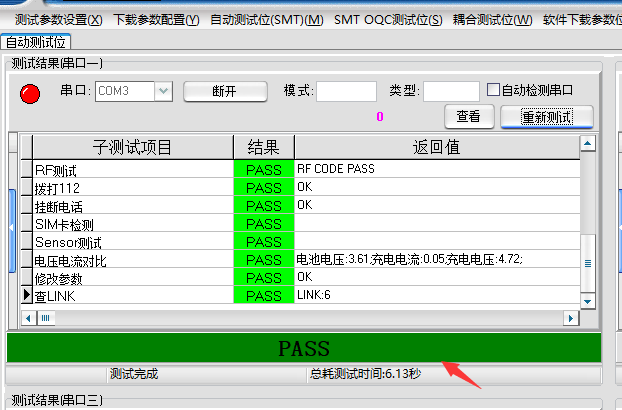 测试参数设置(X) 下载参数配置(Y) 自动测试位(SMT)(M) SMT OQC测试位(S) 耦合测试位(W) 软件下载参数位
自动测试位
测试结果(串口一)
串口: COM3 断开 模式: 类型: 自动检测串口
0 查看 重新测试
子测试项目 结果 返回值
RF测试 PASS RF CODE PASS
拨打112 PASS OK
挂断电话 PASS OK
SIM卡检测 PASS
Sensor测试 PASS
电压电流对比 PASS 电池电压:3.61,充电电流:0.05;充电电压:4.72;
修改参数 PASS OK
查LINK PASS LINK:6
PASS
测试完成 总耗测试时间:6.13秒
测试结果(串口三)